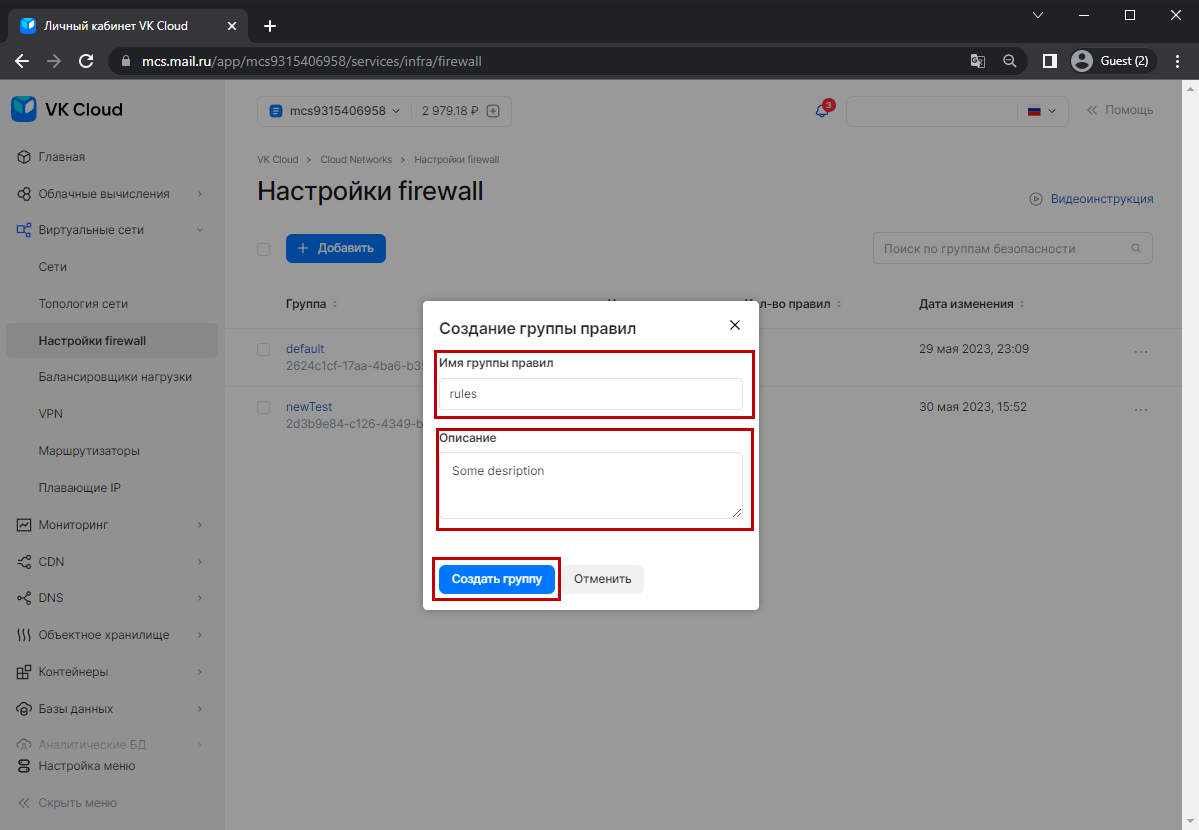 Личный кабинет VK Cloud
mcs.mail.ru/app/mcs9315406958/services/infra/firewall
Guest (2)
VK Cloud
mcs9315406958
2 979.18 ₽
3
Помощь
Главная
Облачные вычисления
Виртуальные сети
Сети
Топология сети
Настройки firewall
Балансировщики нагрузки
VPN
Маршрутизаторы
Плавающие IP
Мониторинг
CDN
DNS
Объектное хранилище
Контейнеры
Базы данных
Аналитические БД
Настройка меню
Скрыть меню
VK Cloud > Cloud Networks > Настройки firewall
Настройки firewall
Видеоинструкция
+ Добавить
Поиск по группам безопасности
Группа
правил
Дата изменения
default
2624c1cf-17aa-4ba6-b3
29 мая 2023, 23:09
newTest
2d3b9e84-c126-4349-b
30 мая 2023, 15:52
Создание группы правил
Имя группы правил
rules
Описание
Some desription
Создать группу
Отменить